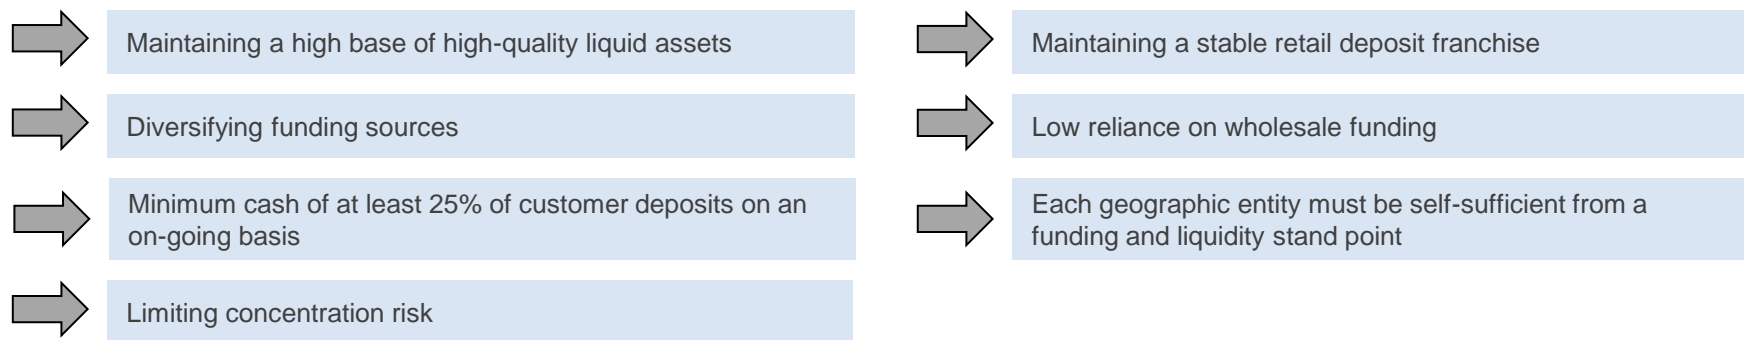 Maintaining a high base of high-quality liquid assets
Diversifying funding sources
Minimum cash of at least 25% of customer deposits on an
on-going basis
Limiting concentration risk
Maintaining a stable retail deposit franchise
Low reliance on wholesale funding
Each geographic entity must be self-sufficient from a
funding and liquidity stand point